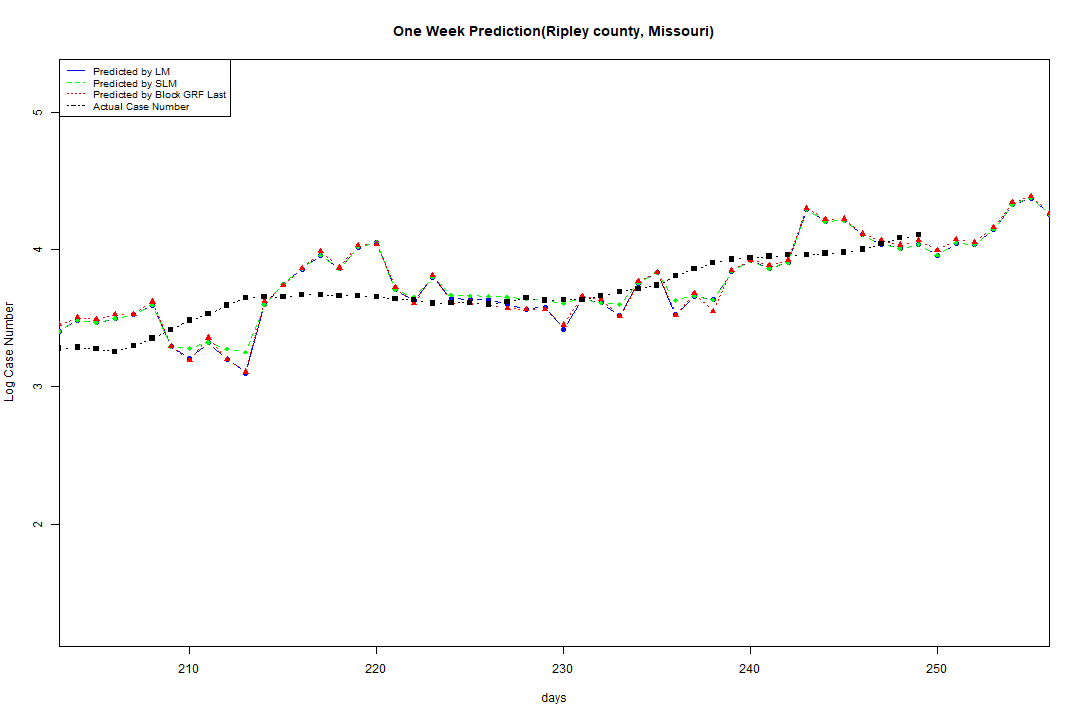 One Week Prediction(Ripley county, Missouri)
Predicted by LM
Predicted by SLM
Predicted by Block GRF Last
Actual Case Number
5
4
3
2
Log Case Number
210 220 230 240 250
days